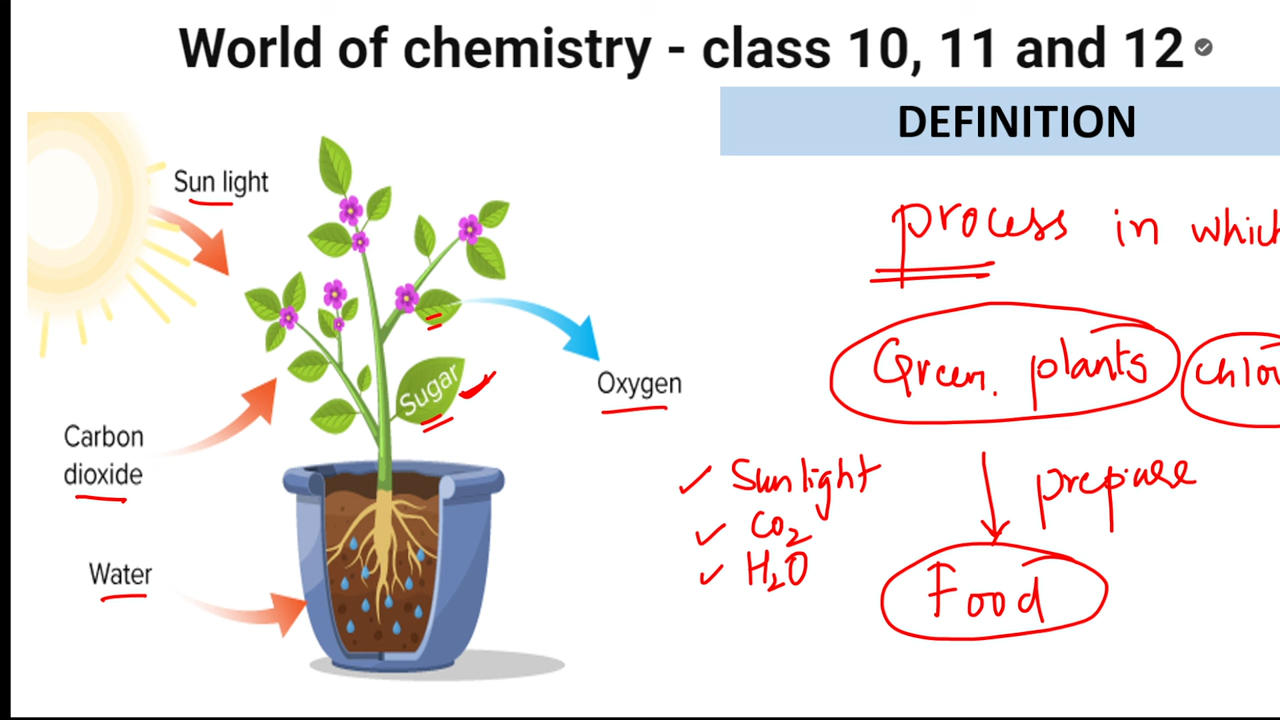 World of chemistry - class 10, 11 and 12
DEFINITION
Sun light
process in which
Green plants
Sugar
Oxygen
Carbon
dioxide
Sunlight
CO2
H2O
prepare
Water
Food